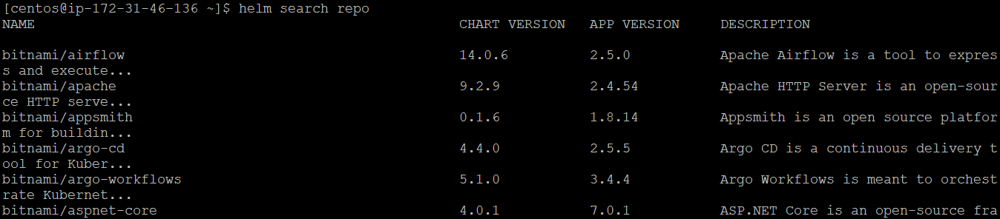 [centos@ip-172-31-46-136 ~]$ helm search repo
NAME CHART VERSION APP VERSION DESCRIPTION
bitnami/airflow 14.0.6 2.5.0 Apache Airflow is a tool to expres
s and execute...
bitnami/apache 9.2.9 2.4.54 Apache HTTP Server is an open-sour
ce HTTP serve...
bitnami/appsmith 0.1.6 1.8.14 Appsmith is an open source platfor
m for buildin...
bitnami/argo-cd 4.4.0 2.5.5 Argo CD is a continuous delivery t
ool for Kuber...
bitnami/argo-workflows 5.1.0 3.4.4 Argo Workflows is meant to orchest
rate Kubernet...
bitnami/aspnet-core 4.0.1 7.0.1 ASP.NET Core is an open-source fra